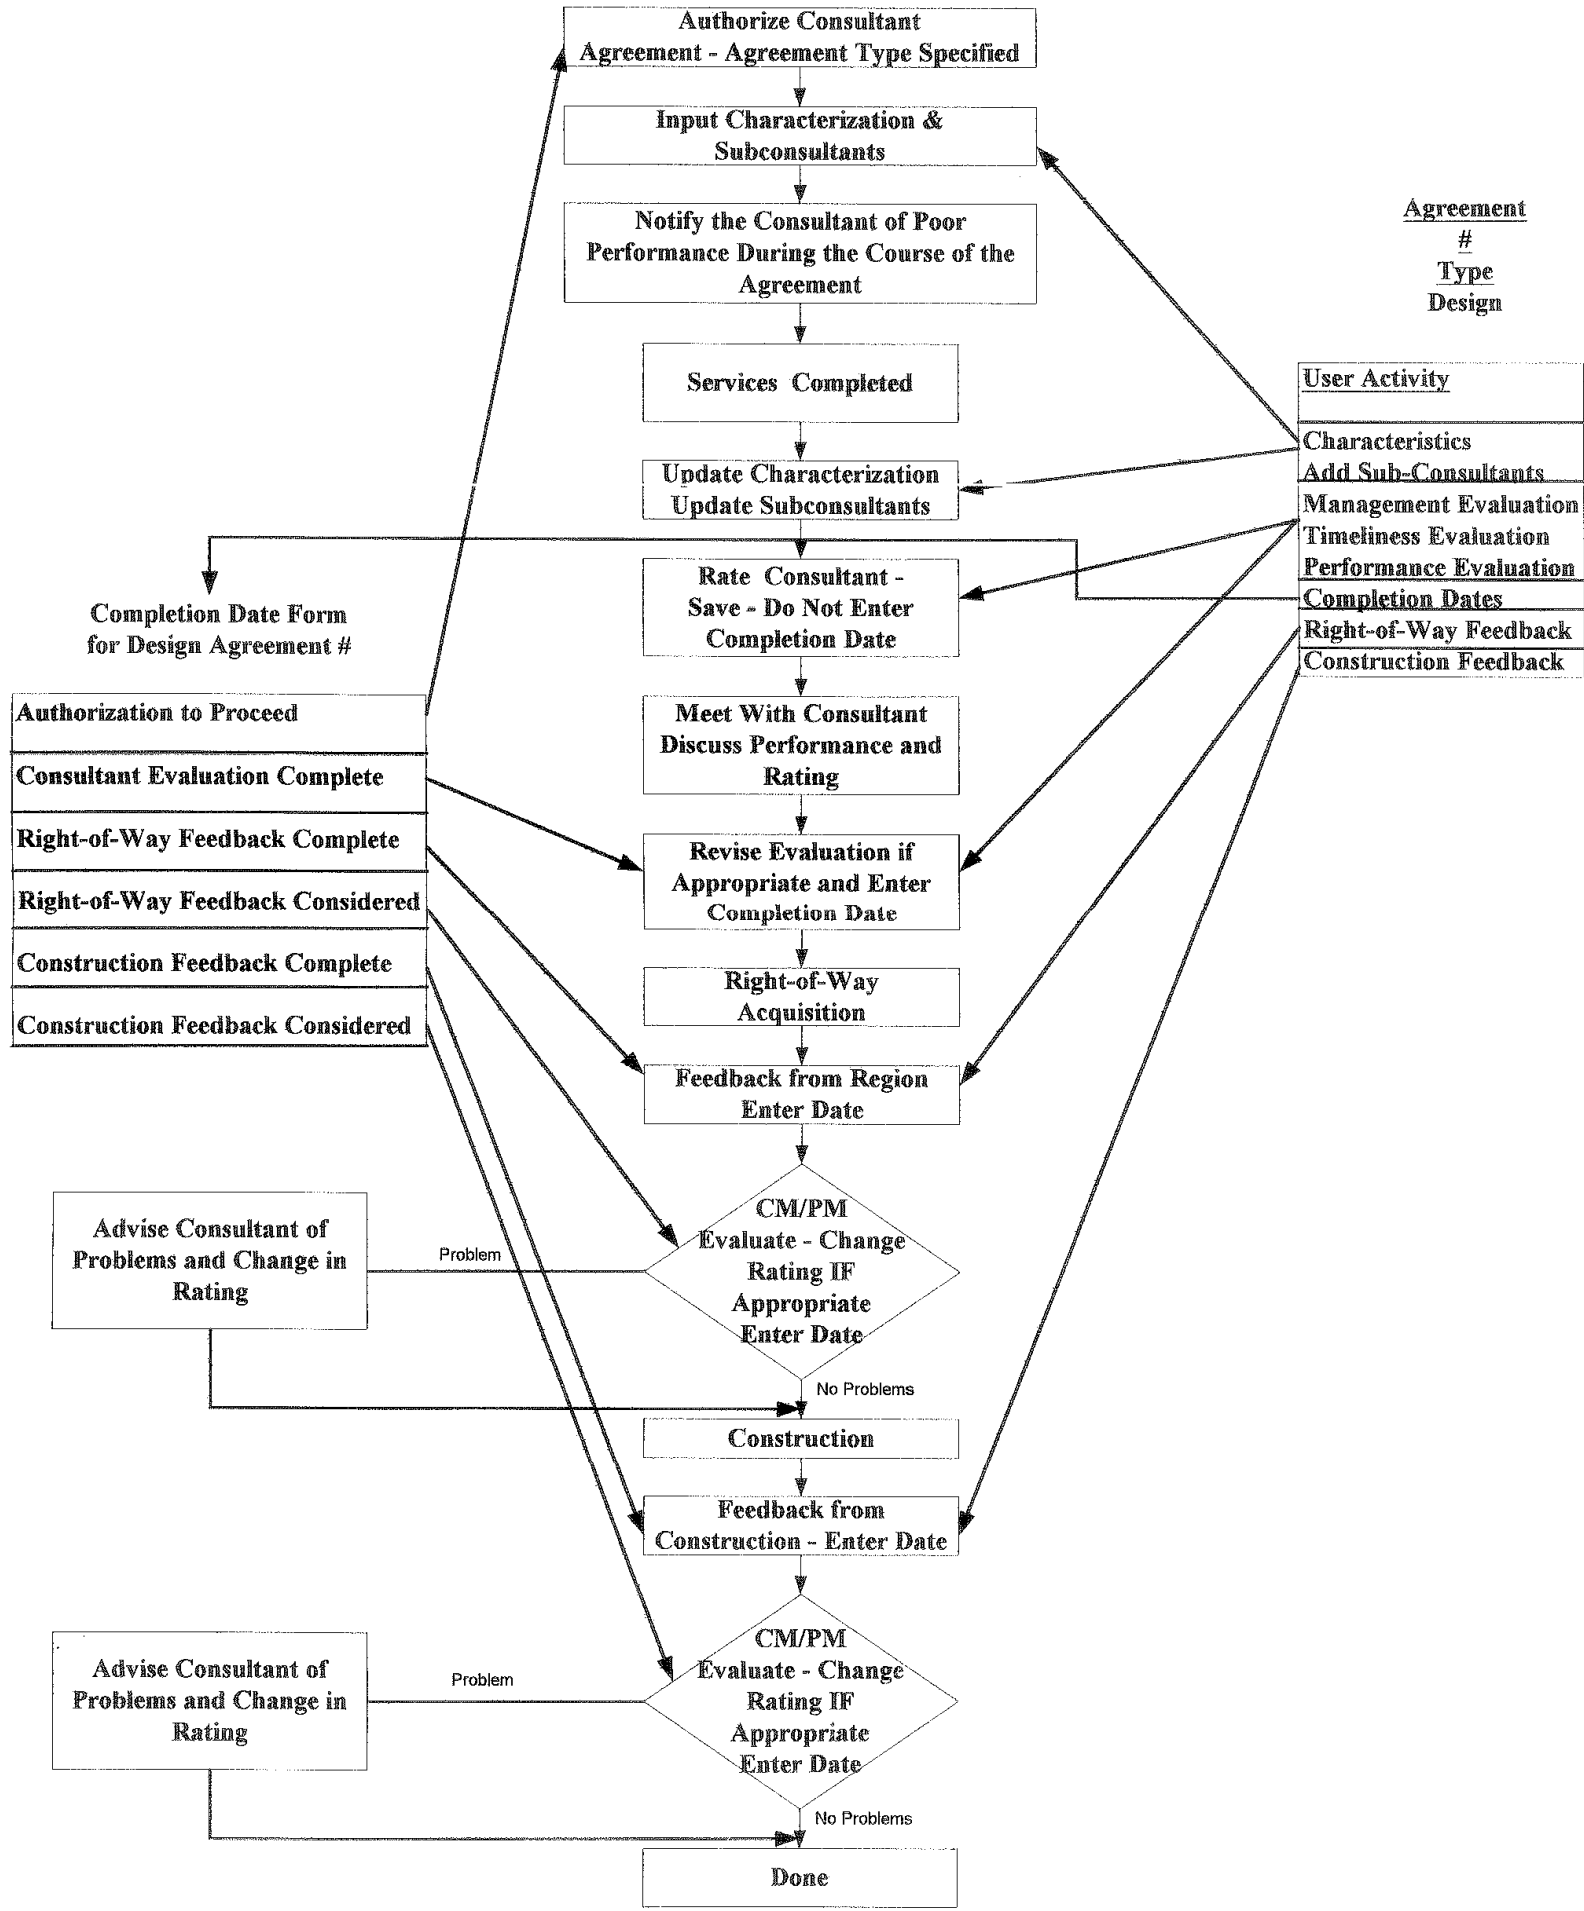 Authorize Consultant
Agreement - Agreement Type Specified
Input Characterization &
Subconsultants
Notify the Consultant of Poor
Performance During the Course of the
Agreement
Services Completed
Update Characterization
Update Subconsultants
Rate Consultant -
Save - Do Not Enter
Completion Date
Meet With Consultant
Discuss Performance and
Rating
Revise Evaluation if
Appropriate and Enter
Completion Date
Right-of-Way
Acquisition
Feedback from Region
Enter Date
CM/PM
Evaluate - Change
Rating IF
Appropriate
Enter Date
Problem
Advise Consultant of
Problems and Change in
Rating
No Problems
Construction
Feedback from
Construction - Enter Date
CM/PM
Evaluate - Change
Rating IF
Appropriate
Enter Date
Problem
Advise Consultant of
Problems and Change in
Rating
No Problems
Done
Completion Date Form
for Design Agreement #
Authorization to Proceed
Consultant Evaluation Complete
Right-of-Way Feedback Complete
Right-of-Way Feedback Considered
Construction Feedback Complete
Construction Feedback Considered
Agreement
#
Type
Design
User Activity
Characteristics
Add Sub-Consultants
Management Evaluation
Timeliness Evaluation
Performance Evaluation
Completion Dates
Right-of-Way Feedback
Construction Feedback